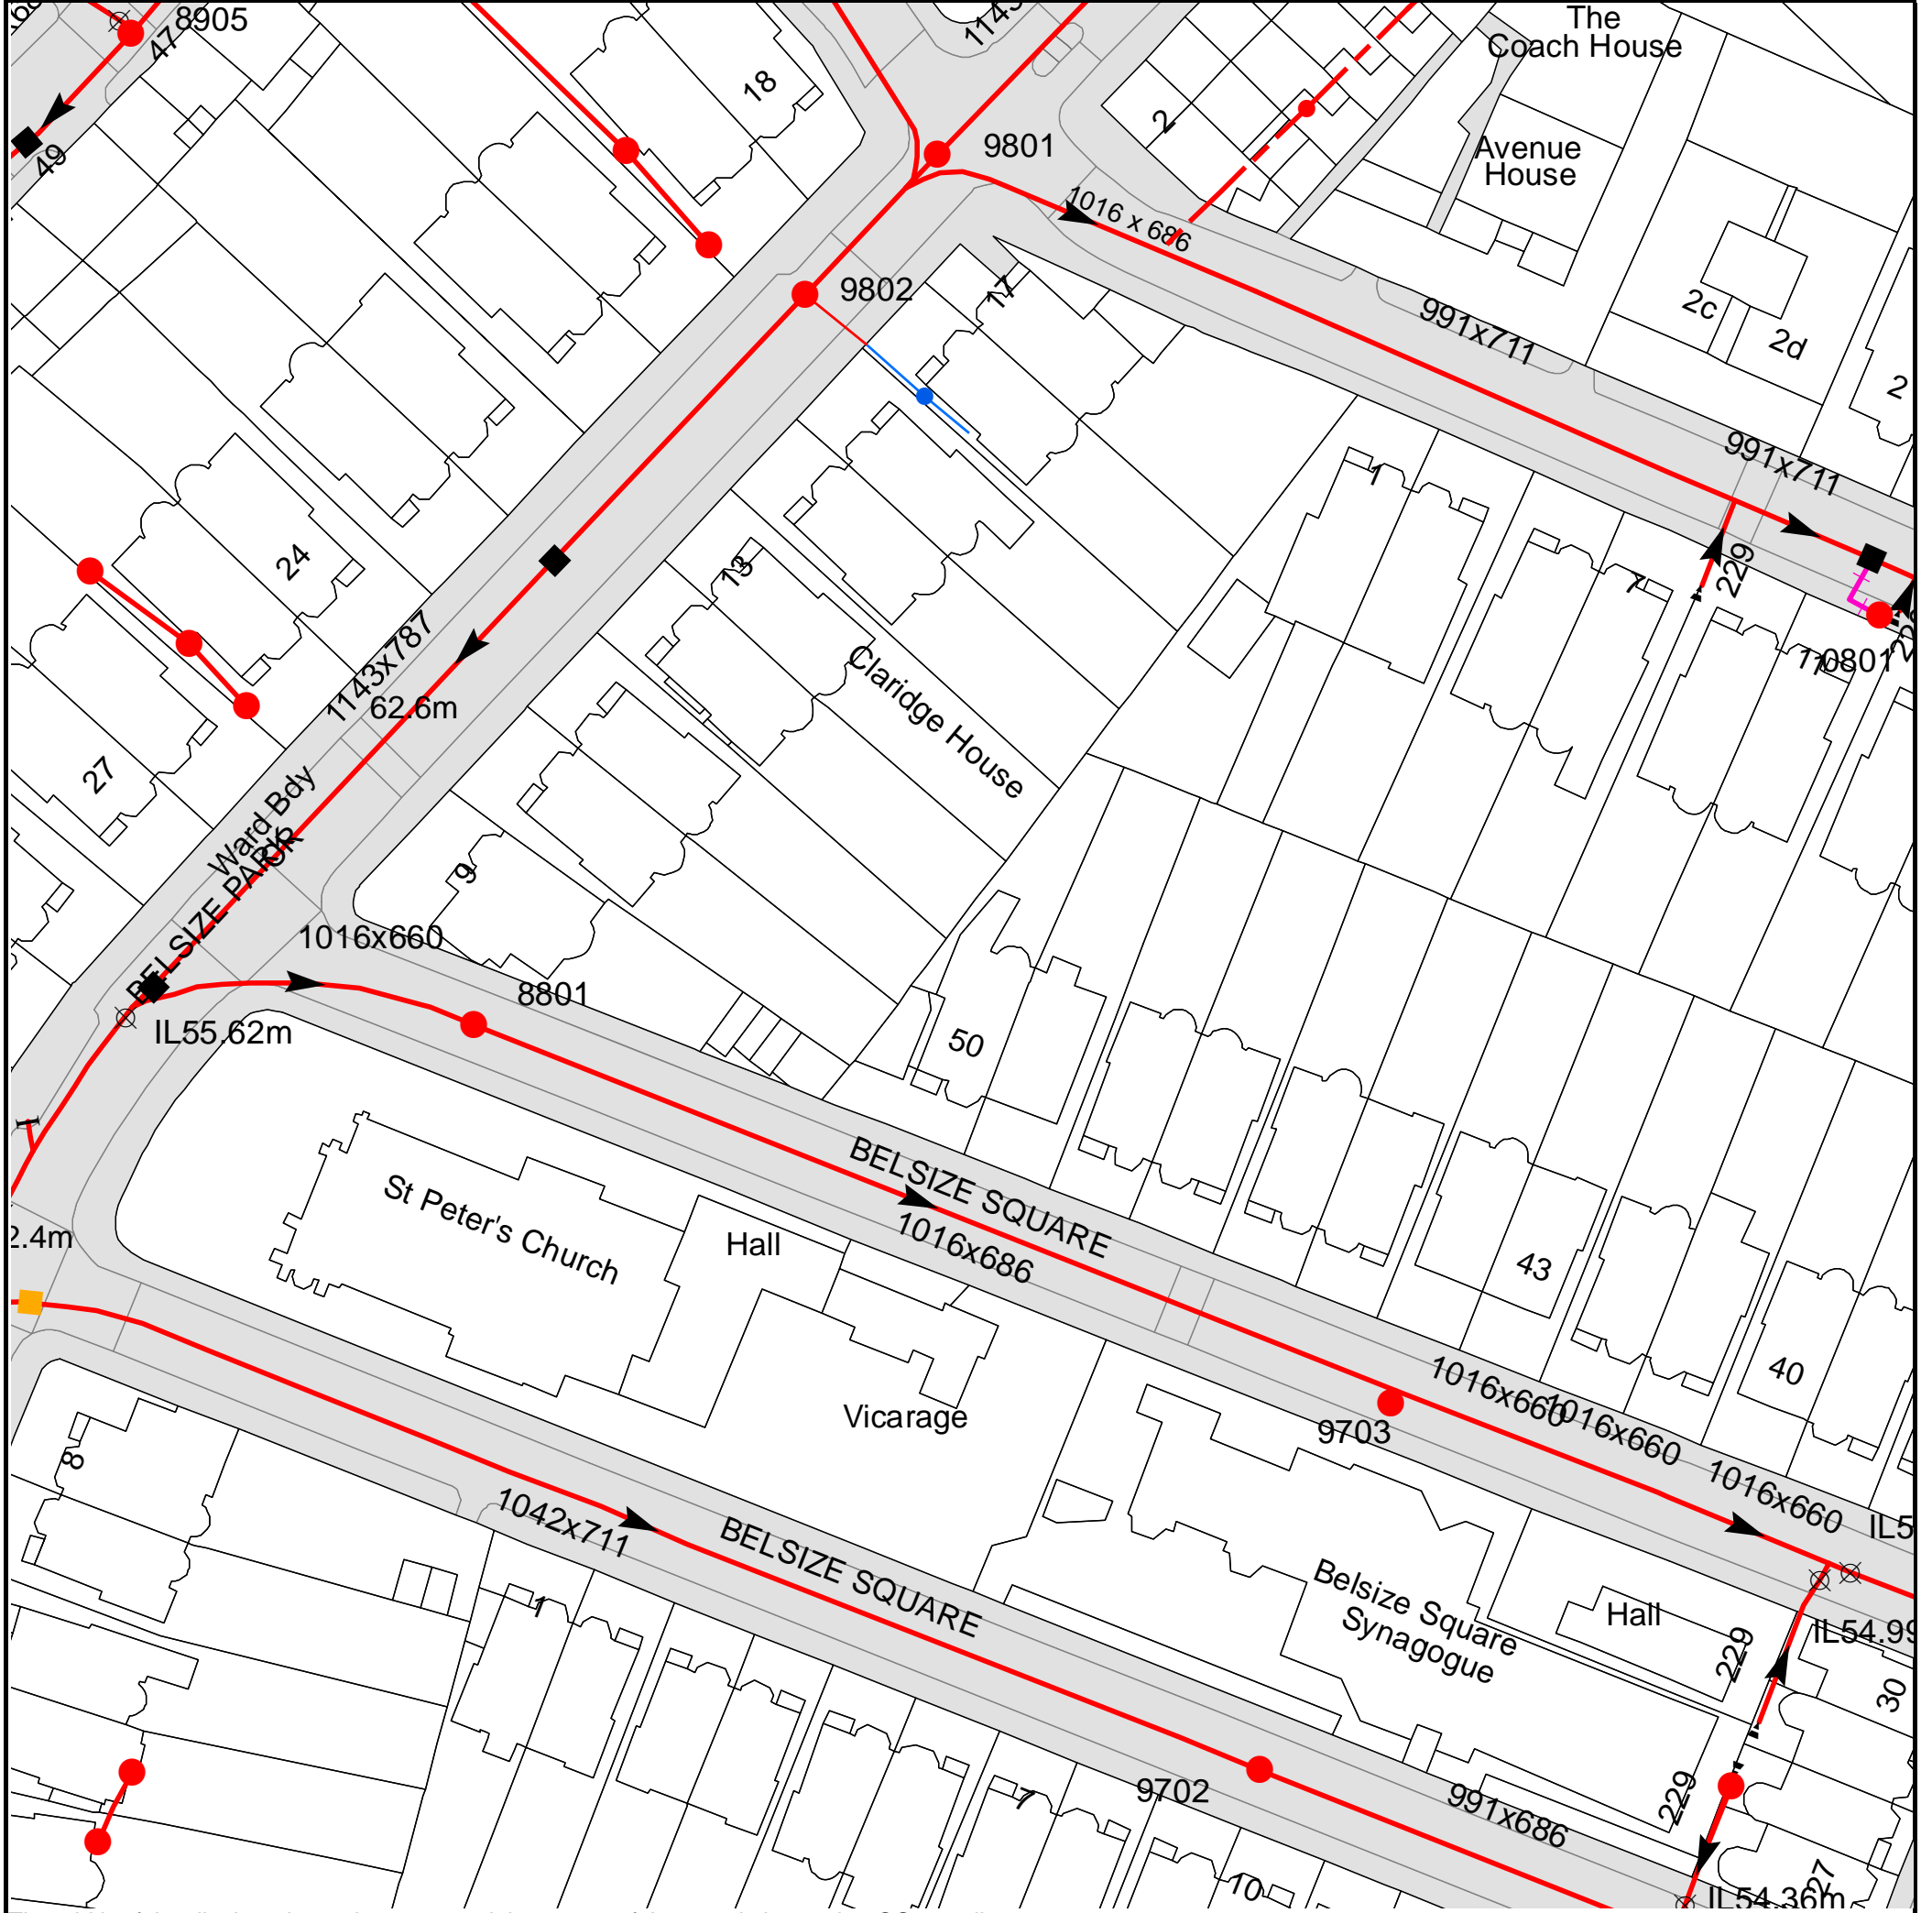 8905
47
49
18
1143
The
Coach House
2
9801
Avenue
House
1016 x 686
9802
17
991x711
2c
2d
2
991x711
1
24
13
7
229
0801
1143x787
62.6m
Claridge House
27
Ward Bdy
BELSIZE PARK
9
1016x660
8801
IL55.62m
50
BELSIZE SQUARE
St Peter's Church
Hall
1016x686
2.4m
43
40
1016x660
1016x660
Vicarage
9703
8
1016x660
1042x711
BELSIZE SQUARE
Belsize Square
Synagogue
Hall
1
229
IL54.99
30
7
9702
229
991x686
10
27
IL54.36m